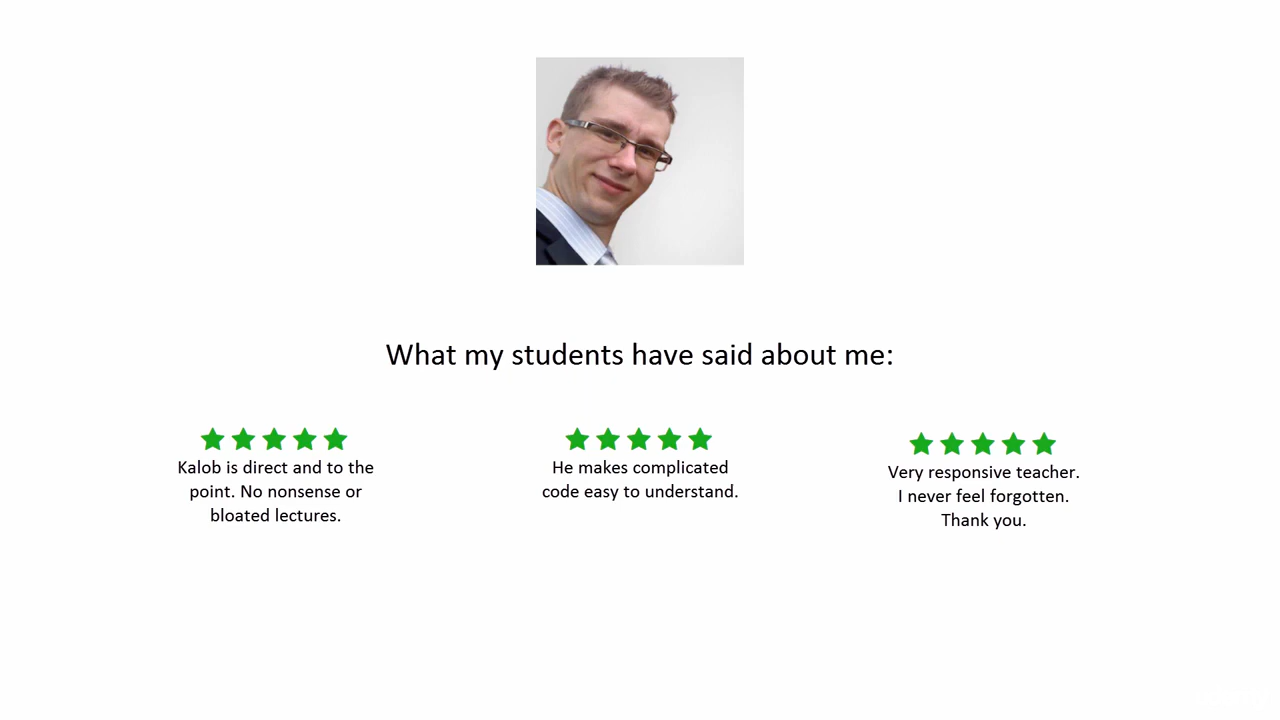 What my students have said about me:
Kalob is direct and to the
point. No nonsense or
bloated lectures.
He makes complicated
code easy to understand.
Very responsive teacher.
I never feel forgotten.
Thank you.